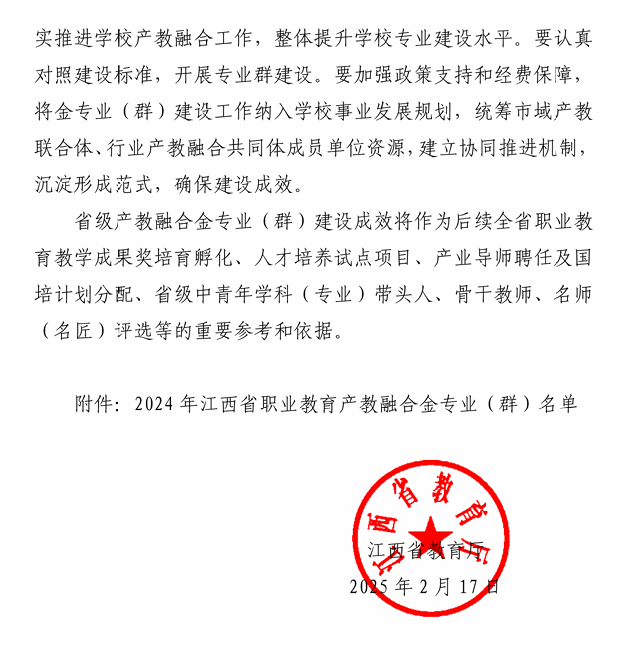 实推进学校产教融合工作，整体提升学校专业建设水平。要认真
对照建设标准，开展专业群建设。要加强政策支持和经费保障，
将金专业（群）建设工作纳入学校事业发展规划，统筹市域产教
联合体、行业产教融合共同体成员单位资源，建立协同推进机制，
沉淀形成范式，确保建设成效。
省级产教融合金专业（群）建设成效将作为后续全省职业教
育教学成果奖培育孵化、人才培养试点项目、产业导师聘任及国
培计划分配、省级中青年学科（专业）带头人、骨干教师、名师
（名匠）评选等的重要参考和依据。
附件：2024年江西省职业教育产教融合金专业（群）名单
江西省教育厅
江西省教育厅
2025年2月17日